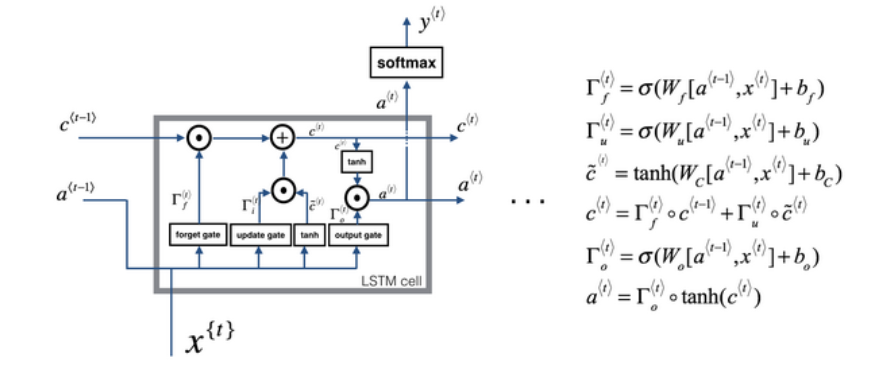 y⟨t⟩
softmax
a⟨t⟩
c⟨t-1⟩
c⟨t⟩
c⟨t⟩
c⟨t⟩
tanh
a⟨t-1⟩
Γf⟨t⟩
Γi⟨t⟩
c̃⟨t⟩
Γo⟨t⟩
a⟨t⟩
a⟨t⟩
forget gate
update gate
tanh
output gate
LSTM cell
x{t}
...
Γf⟨t⟩ = σ(Wf[a⟨t-1⟩,x⟨t⟩]+bf)
Γu⟨t⟩ = σ(Wu[a⟨t-1⟩,x⟨t⟩]+bu)
c̃⟨t⟩ = tanh(WC[a⟨t-1⟩,x⟨t⟩]+bC)
c⟨t⟩ = Γf⟨t⟩∘c⟨t-1⟩+Γu⟨t⟩∘c̃⟨t⟩
Γo⟨t⟩ = σ(Wo[a⟨t-1⟩,x⟨t⟩]+bo)
a⟨t⟩ = Γo⟨t⟩∘tanh(c⟨t⟩)